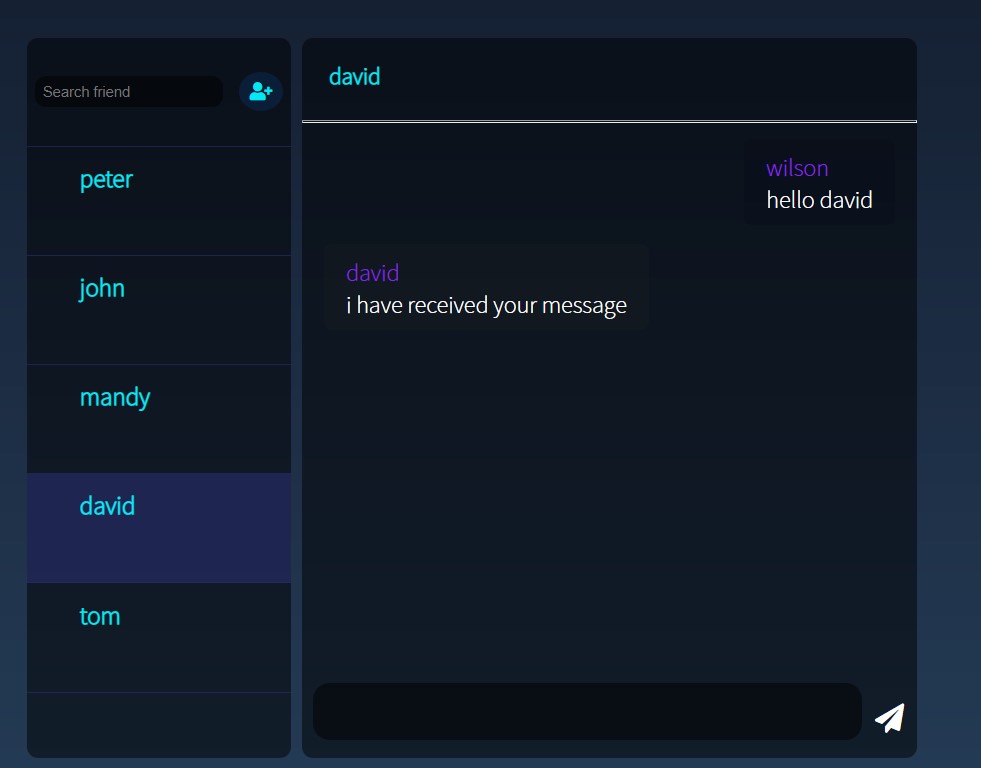 Search friend
peter
john
mandy
david
tom
david
wilson
hello david
david
i have received your message